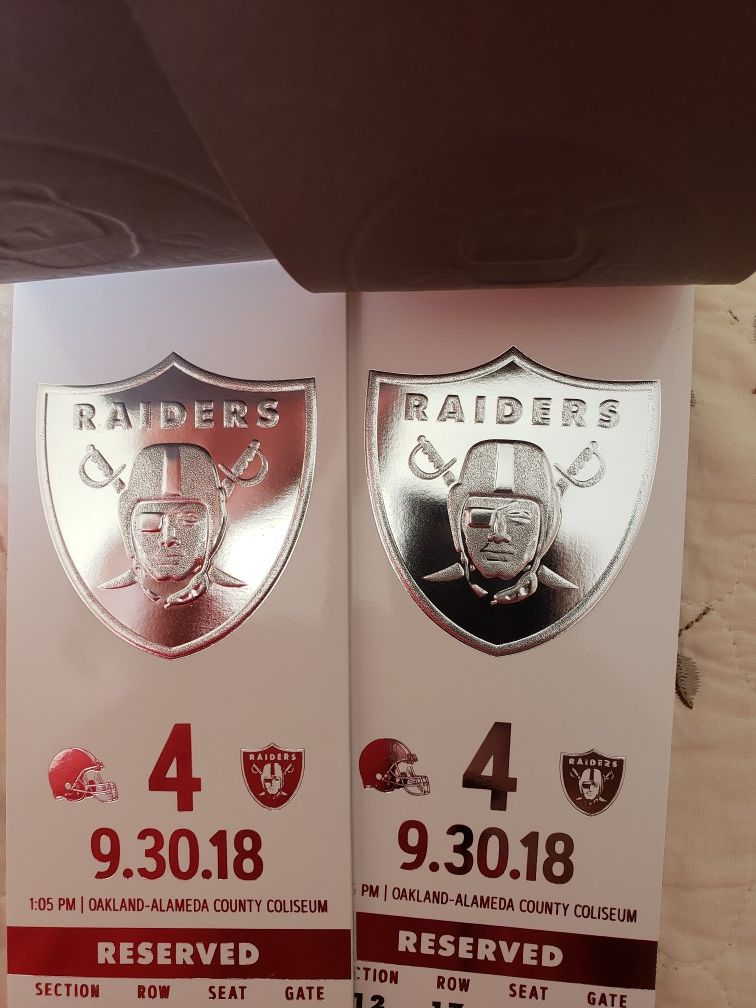 RAIDERS
4
RAIDERS
9.30.18
1:05 PM | OAKLAND-ALAMEDA COUNTY COLISEUM
RESERVED
SECTION ROW SEAT GATE
RAIDERS
4
RAIDERS
9.30.18
PM | OAKLAND-ALAMEDA COUNTY COLISEUM
RESERVED
CTION ROW SEAT GATE